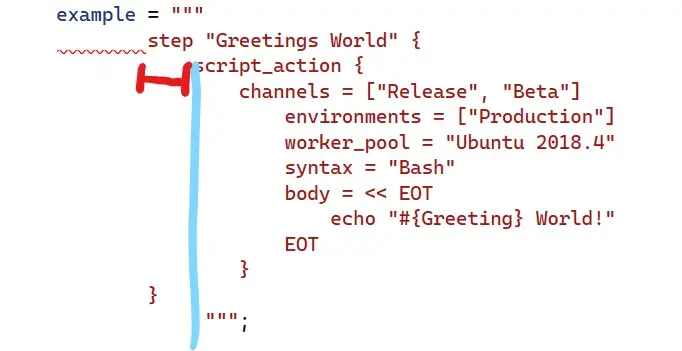 example = """
step "Greetings World" {
script_action {
channels = ["Release", "Beta"]
environments = ["Production"]
worker_pool = "Ubuntu 2018.4"
syntax = "Bash"
body = << EOT
echo "#{Greeting} World!"
EOT
}
}
""";